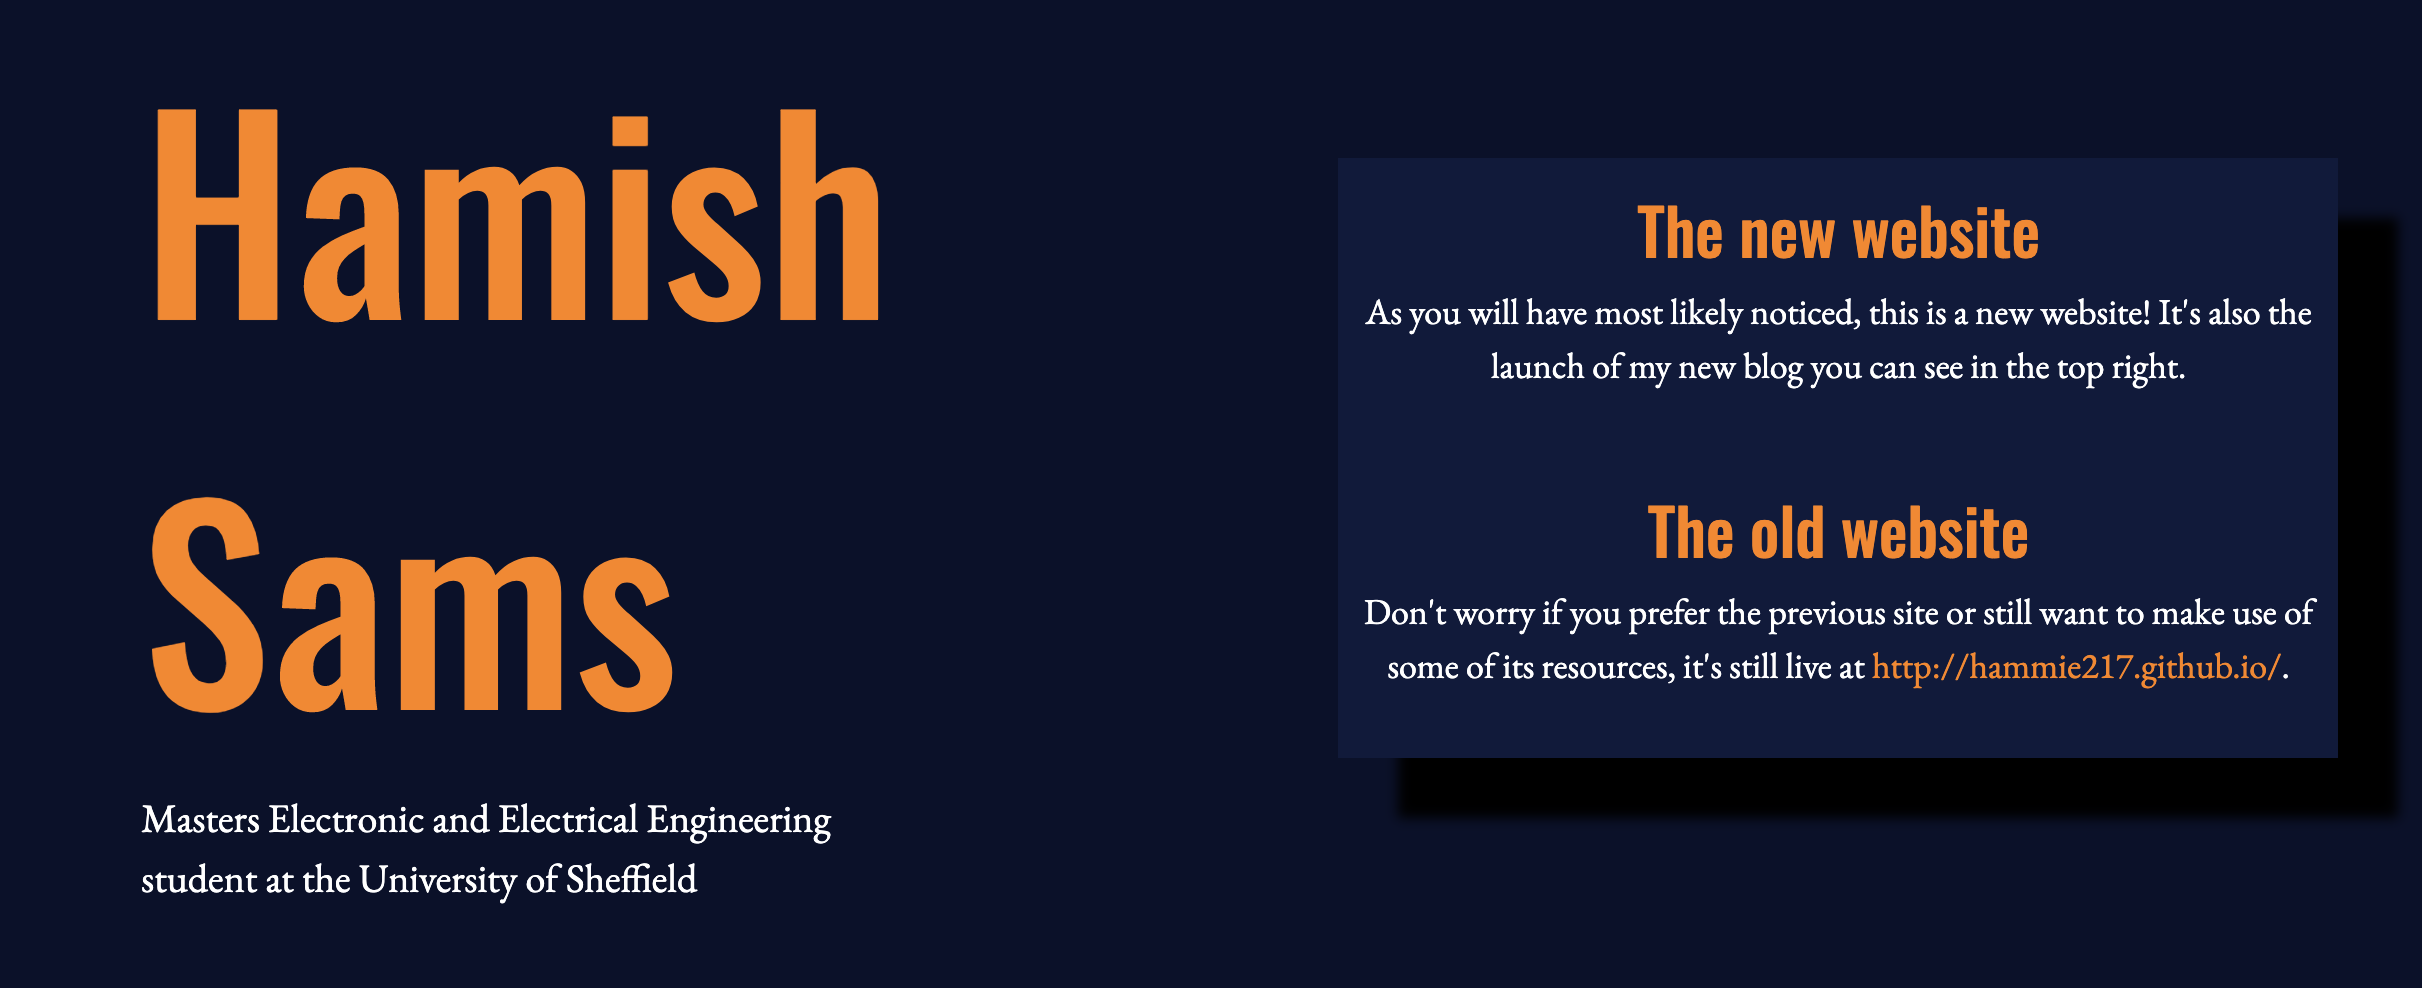 Hamish
Sams
Masters Electronic and Electrical Engineering
student at the University of Sheffield
The new website
As you will have most likely noticed, this is a new website! It's also the
launch of my new blog you can see in the top right.
The old website
Don't worry if you prefer the previous site or still want to make use of
some of its resources, it's still live at http://hammie217.github.io/.